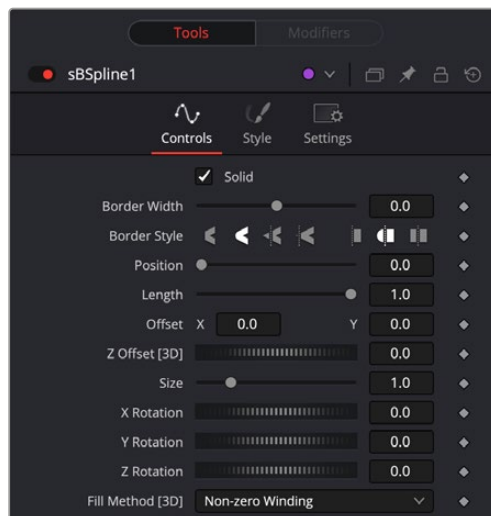 Tools Modifiers
sBSpline1
Controls Style Settings
Solid
Border Width 0.0
Border Style
Position 0.0
Length 1.0
Offset X 0.0 Y 0.0
Z Offset [3D] 0.0
Size 1.0
X Rotation 0.0
Y Rotation 0.0
Z Rotation 0.0
Fill Method [3D] Non-zero Winding